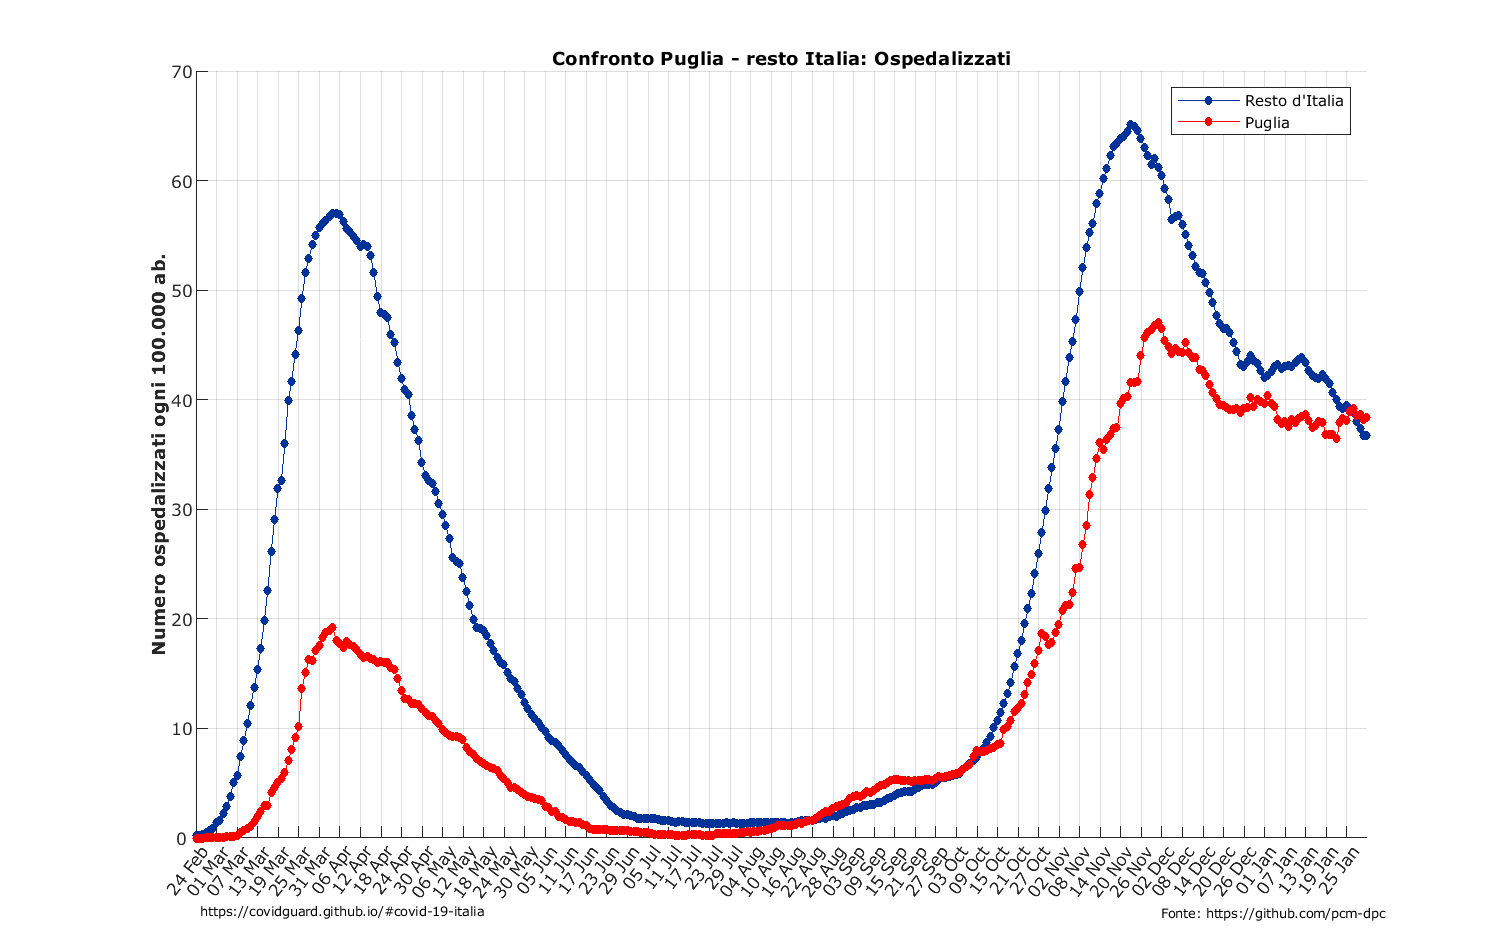 Confronto Puglia - resto Italia: Ospedalizzati
Resto d'Italia
Puglia
Numero ospedalizzati ogni 100.000 ab.
70
60
50
40
30
20
10
0
24 Feb
01 Mar
07 Mar
13 Mar
19 Mar
25 Mar
31 Mar
06 Apr
12 Apr
18 Apr
24 Apr
30 Apr
06 May
12 May
18 May
24 May
30 May
05 Jun
11 Jun
17 Jun
23 Jun
29 Jun
05 Jul
11 Jul
17 Jul
23 Jul
29 Jul
04 Aug
10 Aug
16 Aug
22 Aug
28 Aug
03 Sep
09 Sep
15 Sep
21 Sep
27 Sep
03 Oct
09 Oct
15 Oct
21 Oct
27 Oct
02 Nov
08 Nov
14 Nov
20 Nov
26 Nov
02 Dec
08 Dec
14 Dec
20 Dec
26 Dec
01 Jan
07 Jan
13 Jan
19 Jan
25 Jan
https://covidguard.github.io/#covid-19-italia
Fonte: https://github.com/pcm-dpc